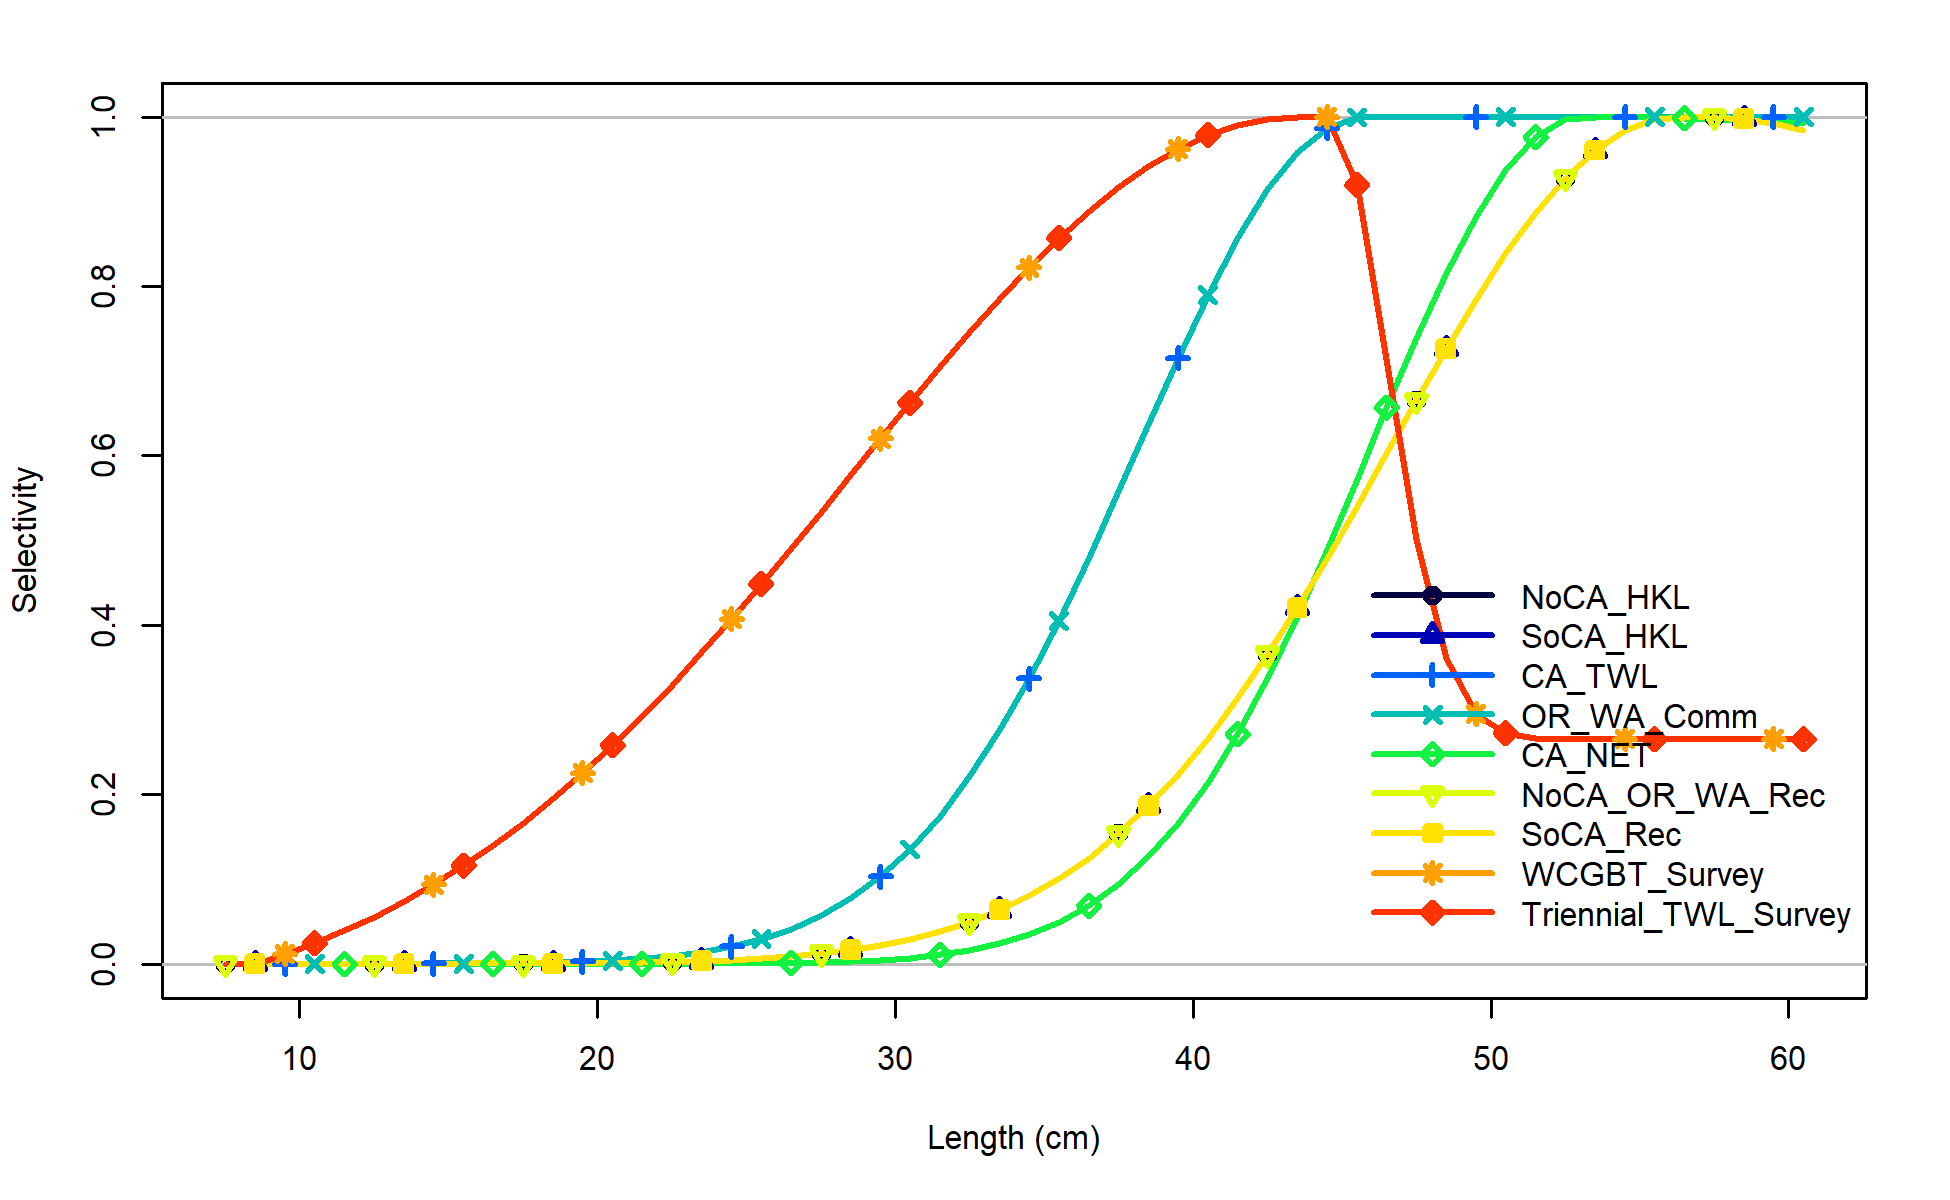 1.0
0.8
0.6
0.4
0.2
0.0
Selectivity
NoCA_HKL
SoCA_HKL
CA_TWL
OR_WA_Comm
CA_NET
NoCA_OR_WA_Rec
SoCA_Rec
WCGBT_Survey
Triennial_TWL_Survey
10 20 30 40 50 60
Length (cm)